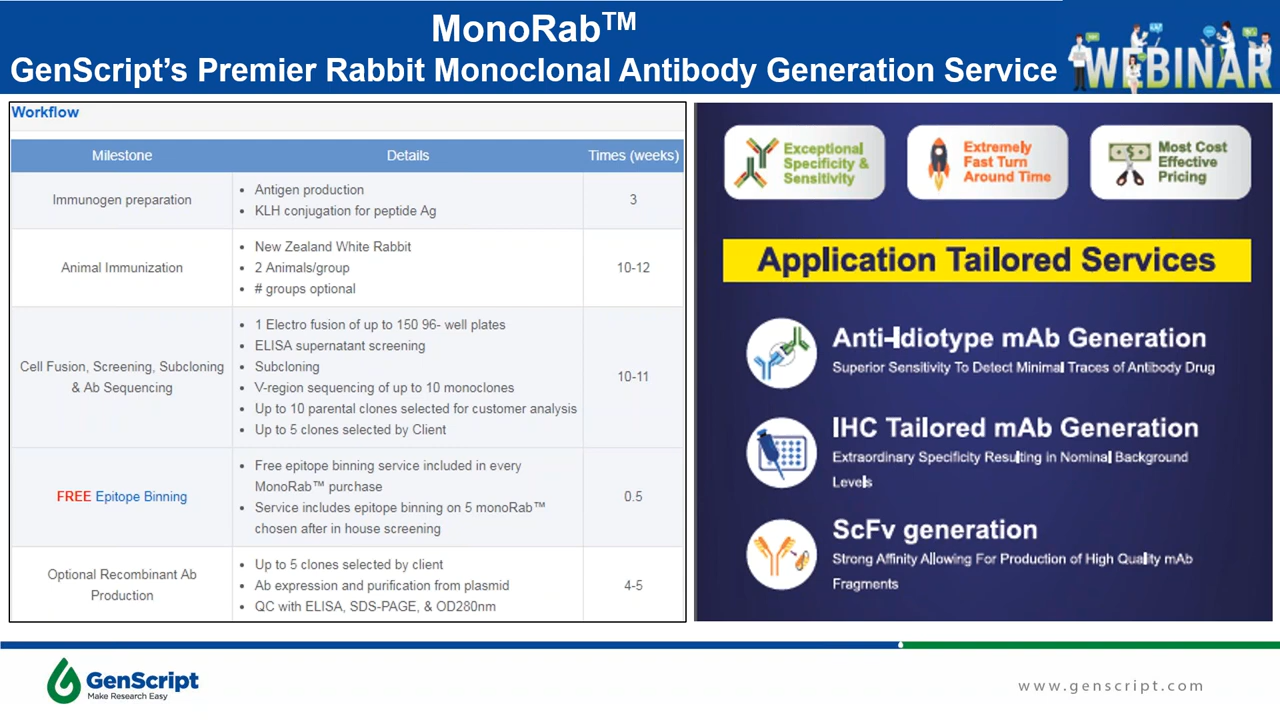 MonoRab™
GenScript's Premier Rabbit Monoclonal Antibody Generation Service
WEBINAR
Workflow
Milestone
Details
Times (weeks)
Immunogen preparation
• Antigen production
• KLH conjugation for peptide Ag
3
Animal Immunization
• New Zealand White Rabbit
• 2 Animals/group
• # groups optional
10-12
Cell Fusion, Screening, Subcloning
& Ab Sequencing
• 1 Electro fusion of up to 150 96- well plates
• ELISA supernatant screening
• Subcloning
• V-region sequencing of up to 10 monoclones
• Up to 10 parental clones selected for customer analysis
• Up to 5 clones selected by Client
10-11
FREE Epitope Binning
• Free epitope binning service included in every
MonoRab™ purchase
• Service includes epitope binning on 5 monoRab™
chosen after in house screening
0.5
Optional Recombinant Ab
Production
• Up to 5 clones selected by client
• Ab expression and purification from plasmid
• QC with ELISA, SDS-PAGE, & OD280nm
4-5
Exceptional
Specificity &
Sensitivity
Extremely
Fast Turn
Around Time
Most Cost
Effective
Pricing
Application Tailored Services
Anti-Idiotype mAb Generation
Superior Sensitivity To Detect Minimal Traces of Antibody Drug
IHC Tailored mAb Generation
Extraordinary Specificity Resulting in Nominal Background
Levels
ScFv generation
Strong Affinity Allowing For Production of High Quality mAb
Fragments
GenScript
Make Research Easy
www.genscript.com